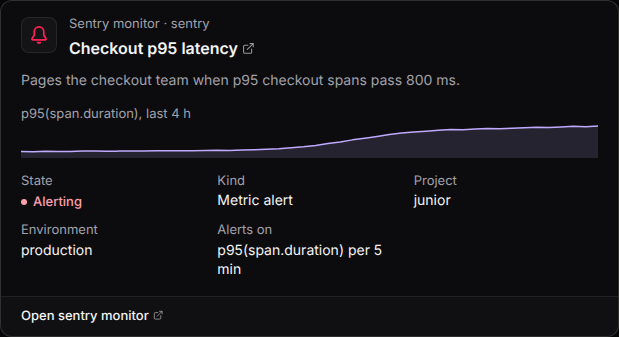 Sentry monitor · sentry
Checkout p95 latency
Pages the checkout team when p95 checkout spans pass 800 ms.
p95(span.duration), last 4 h
State
Alerting
Kind
Metric alert
Project
junior
Environment
production
Alerts on
p95(span.duration) per 5
min
Open sentry monitor